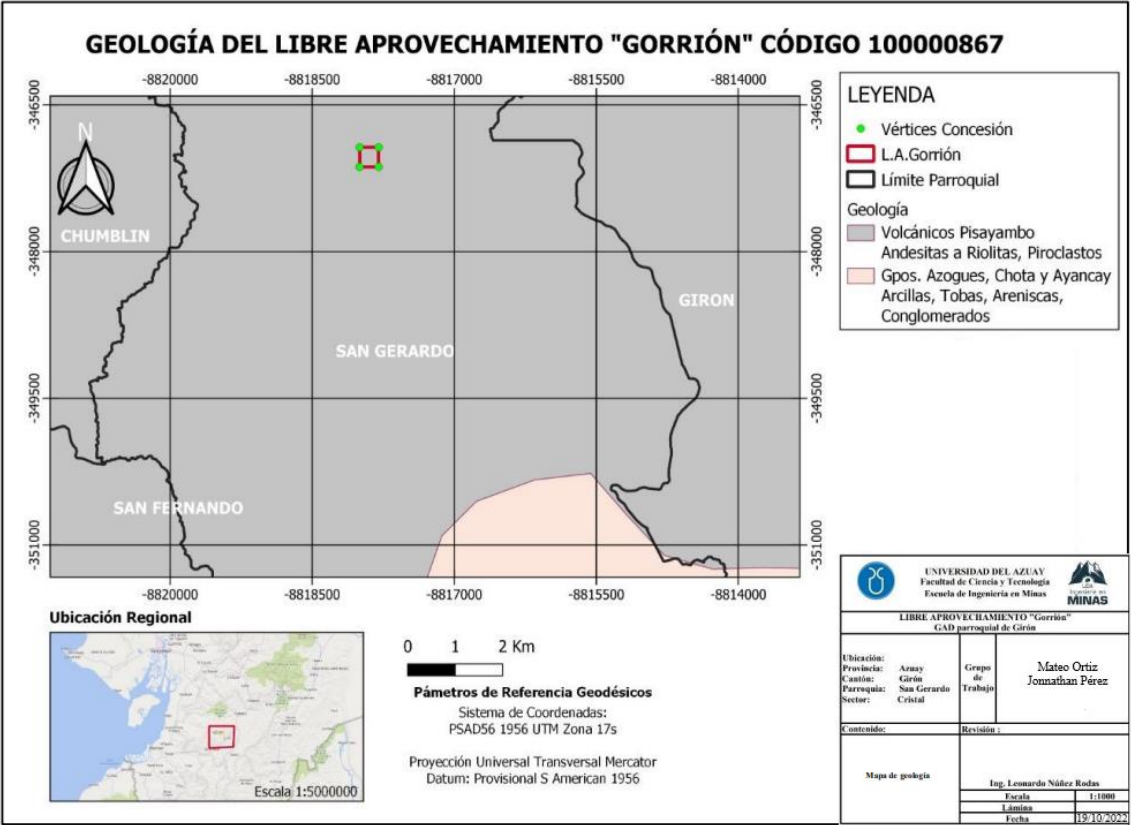 GEOLOGÍA DEL LIBRE APROVECHAMIENTO "GORRIÓN" CÓDIGO 100000867
-8820000 -8818500 -8817000 -8815500 -8814000
-346500 -346500
-348000 -348000
-349500 -349500
-351000 -351000
N
CHUMBLIN
GIRON
SAN GERARDO
SAN FERNANDO
-8820000 -8818500 -8817000 -8815500 -8814000
LEYENDA
Vértices Concesión
L.A.Gorrión
Límite Parroquial
Geología
Volcánicos Pisayambo
Andesitas a Riolitas, Piroclastos
Gpos. Azogues, Chota y Ayancay
Arcillas, Tobas, Areniscas,
Conglomerados
Ubicación Regional
Escala 1:5000000
0 1 2 Km
Pámetros de Referencia Geodésicos
Sistema de Coordenadas:
PSAD56 1956 UTM Zona 17s
Proyección Universal Transversal Mercator
Datum: Provisional S American 1956
UNIVERSIDAD DEL AZUAY
Facultad de Ciencia y Tecnología
Escuela de Ingeniería en Minas
MINAS
LIBRE APROVECHAMIENTO "Gorrión"
GAD parroquial de Girón
Ubicación:
Provincia: Azuay
Cantón: Girón
Parroquia: San Gerardo
Sector: Cristal
Grupo
de
Trabajo
Mateo Ortiz
Jonnathan Pérez
Contenido:
Revisión :
Mapa de geología
Ing. Leonardo Núñez Rodas
Escala 1:1000
Lámina
Fecha 19/10/2022